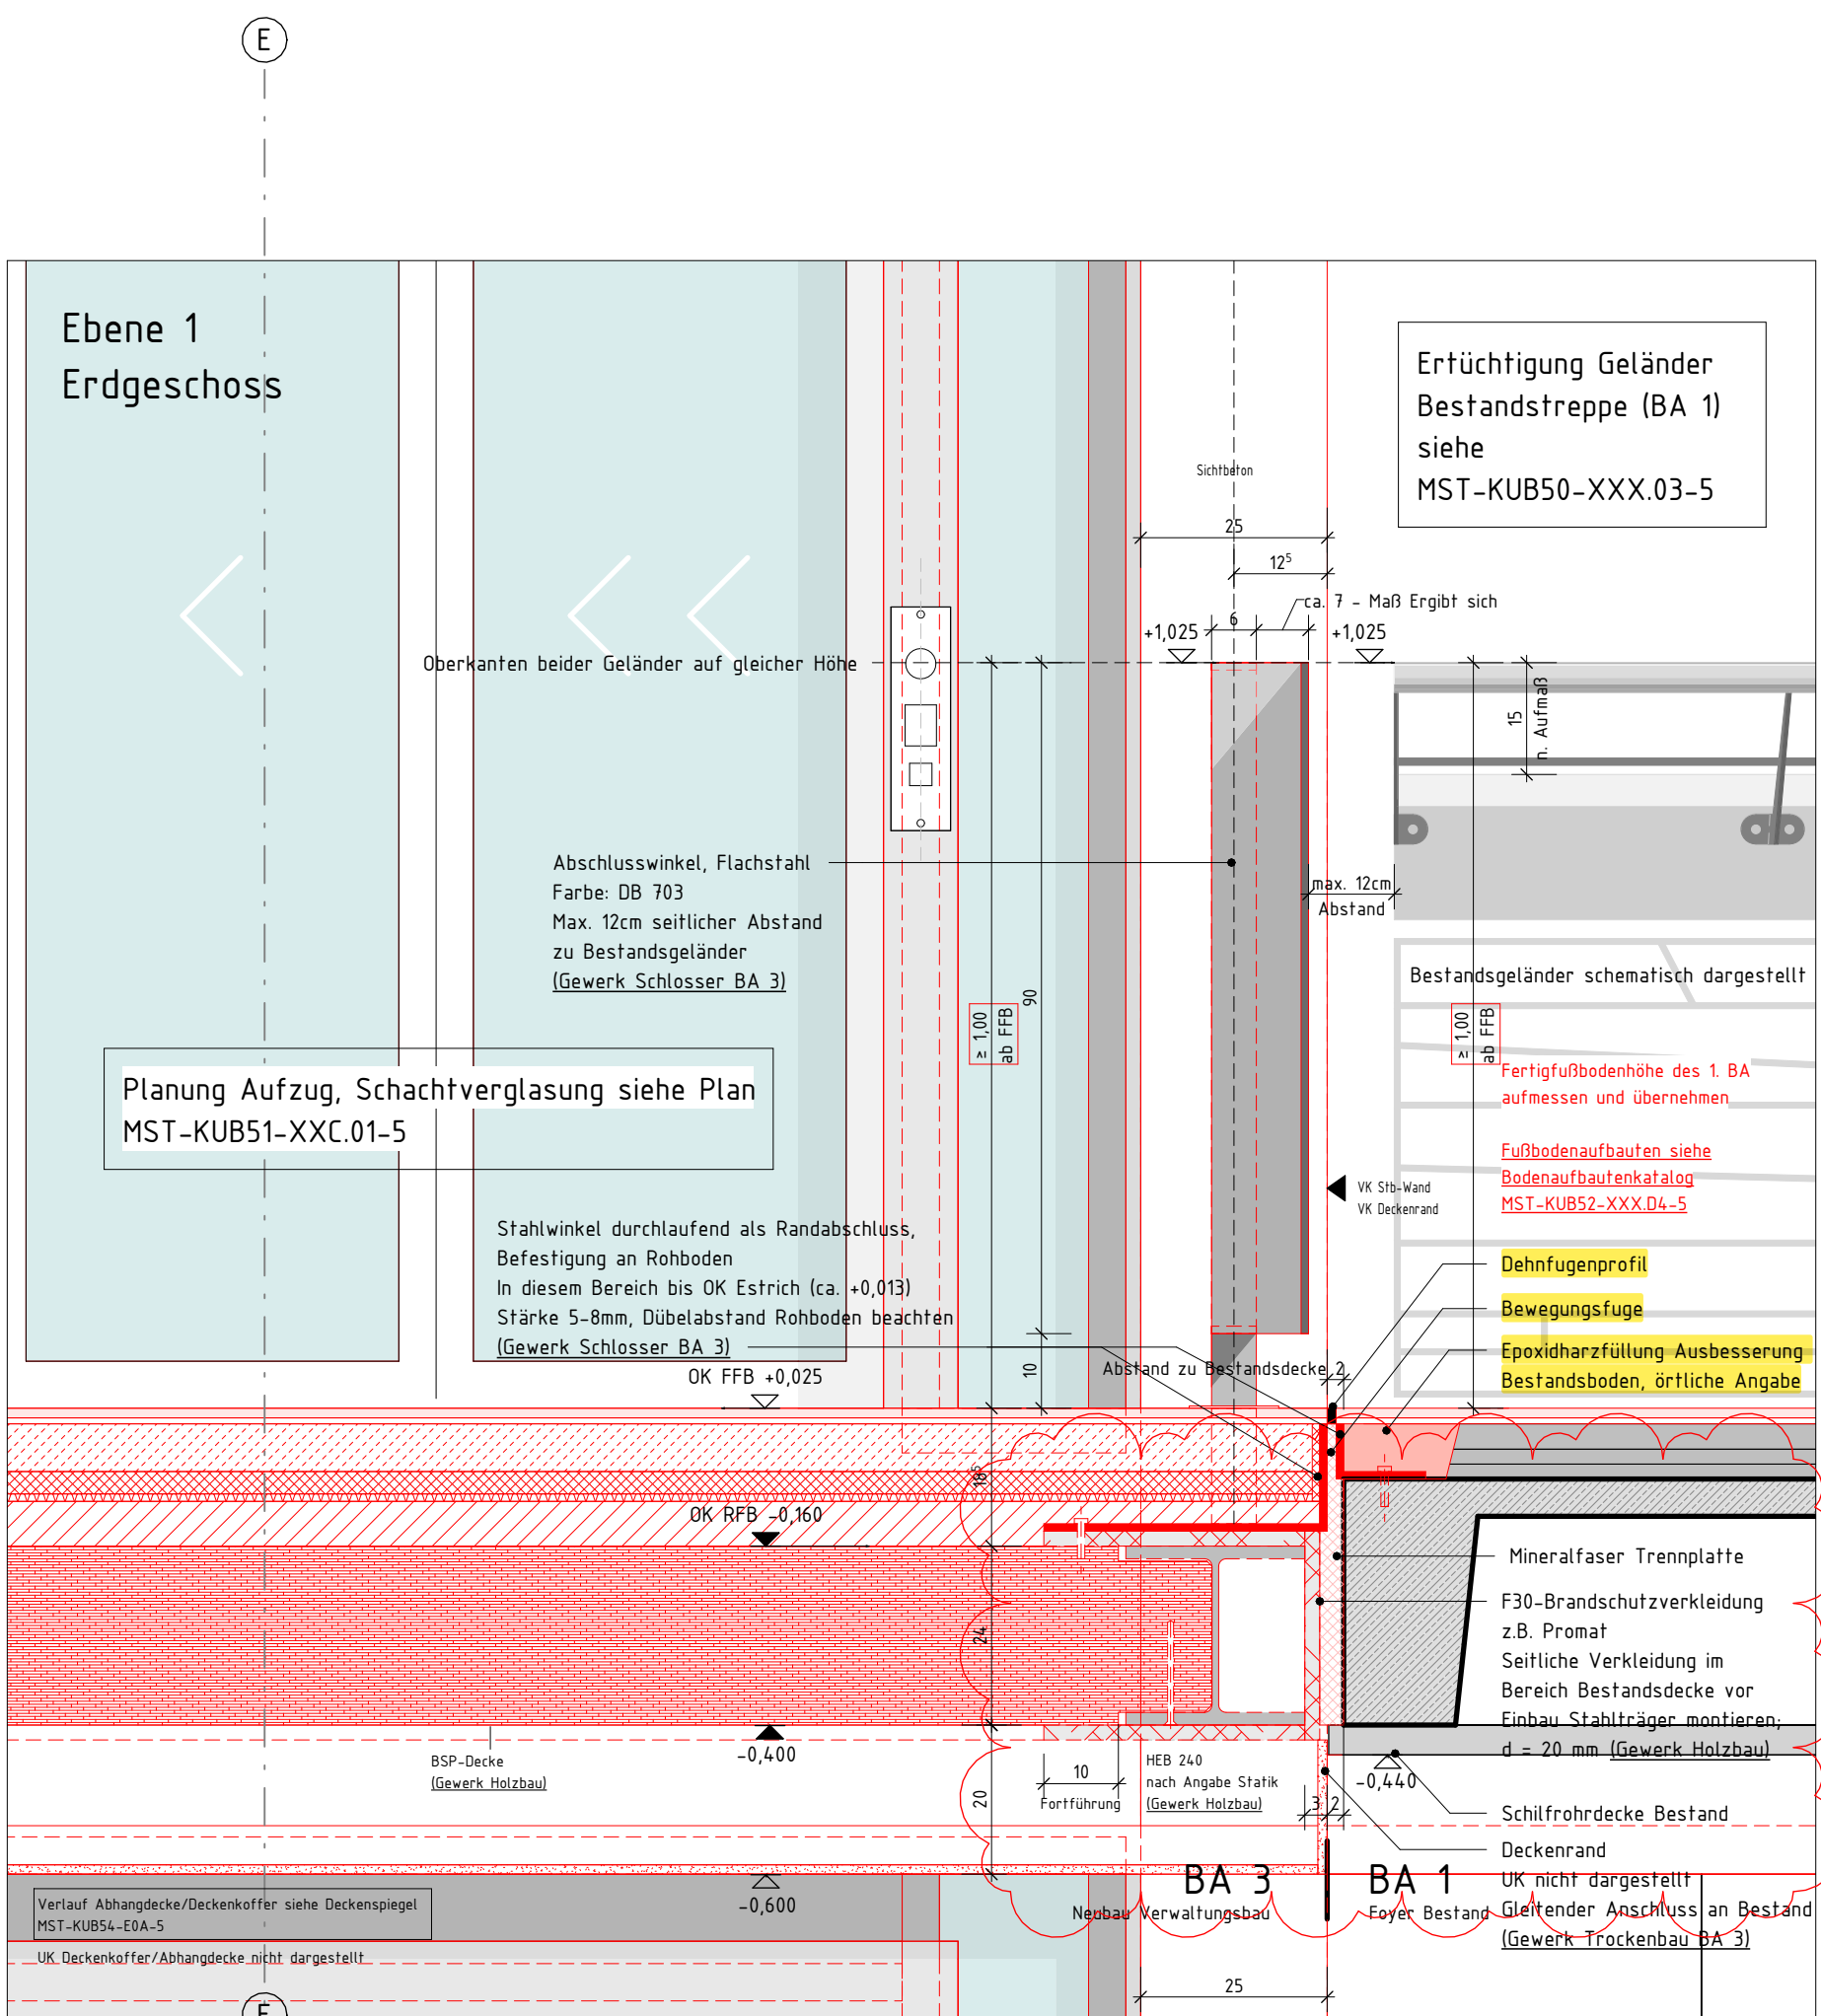 E
Ebene 1
Erdgeschoss
Ertüchtigung Geländer
Bestandstreppe (BA 1)
siehe
MST-KUB50-XXX.03-5
Sichtbeton
25
12⁵
ca. 7 - Maß Ergibt sich
6
+1,025
+1,025
Oberkanten beider Geländer auf gleicher Höhe
15
n. Aufmaß
Abschlusswinkel, Flachstahl
Farbe: DB 703
Max. 12cm seitlicher Abstand
zu Bestandsgeländer
(Gewerk Schlosser BA 3)
max. 12cm
Abstand
Bestandsgeländer schematisch dargestellt
90
≥ 1,00
ab FFB
≥ 1,00
ab FFB
Fertigfußbodenhöhe des 1. BA
aufmessen und übernehmen
Planung Aufzug, Schachtverglasung siehe Plan
MST-KUB51-XXC.01-5
Fußbodenaufbauten siehe
Bodenaufbautenkatalog
MST-KUB52-XXX.D4-5
VK Stb-Wand
VK Deckenrand
Stahlwinkel durchlaufend als Randabschluss,
Befestigung an Rohboden
In diesem Bereich bis OK Estrich (ca. +0,013)
Stärke 5-8mm, Dübelabstand Rohboden beachten
(Gewerk Schlosser BA 3)
Dehnfugenprofil
Bewegungsfuge
Epoxidharzfüllung Ausbesserung
Bestandsboden, örtliche Angabe
OK FFB +0,025
10
Abstand zu Bestandsdecke 2
18⁵
OK RFB -0,160
Mineralfaser Trennplatte
F30-Brandschutzverkleidung
z.B. Promat
Seitliche Verkleidung im
Bereich Bestandsdecke vor
Einbau Stahlträger montieren;
d = 20 mm (Gewerk Holzbau)
24
-0,400
BSP-Decke
(Gewerk Holzbau)
10
Fortführung
HEB 240
nach Angabe Statik
(Gewerk Holzbau)
3
2
-0,440
20
Schilfrohrdecke Bestand
Deckenrand
UK nicht dargestellt
Gleitender Anschluss an Bestand
(Gewerk Trockenbau BA 3)
BA 3
Neubau Verwaltungsbau
BA 1
Foyer Bestand
-0,600
Verlauf Abhangdecke/Deckenkoffer siehe Deckenspiegel
MST-KUB54-E0A-5
UK Deckenkoffer/Abhangdecke nicht dargestellt
25